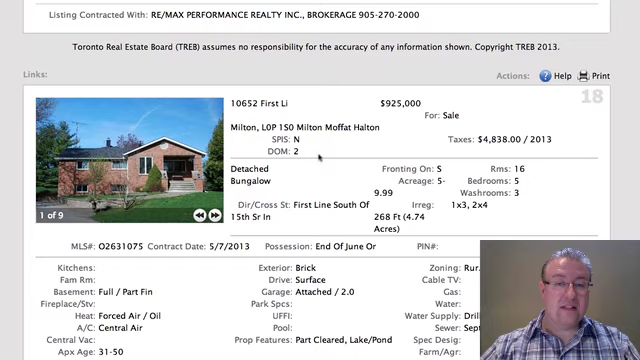 Listing Contracted With: RE/MAX PERFORMANCE REALTY INC., BROKERAGE 905-270-2000
Toronto Real Estate Board (TREB) assumes no responsibility for the accuracy of any information shown. Copyright TREB 2013.
Links: Actions: Help Print
18
10652 First Li $925,000
For: Sale
Milton, L0P 1S0 Milton Moffat Halton
SPIS: N Taxes: $4,838.00 / 2013
DOM: 2
Detached Fronting On: S Rms: 16
Bungalow Acreage: 5- Bedrooms: 5
9.99 Washrooms: 3
Dir/Cross St: First Line South Of Irreg: 1x3, 2x4
15th Sr In 268 Ft (4.74
Acres)
1 of 9
MLS#: O2631075 Contract Date: 5/7/2013 Possession: End Of June Or PIN#:
Kitchens: Exterior: Brick Zoning: Rur
Fam Rm: Drive: Surface Cable TV:
Basement: Full / Part Fin Garage: Attached / 2.0 Gas:
Fireplace/Stv: Park Spcs: Water:
Heat: Forced Air / Oil UFFI: Water Supply: Dril
A/C: Central Air Pool: Sewer: Sept
Central Vac: Prop Features: Part Cleared, Lake/Pond Spec Desig:
Apx Age: 31-50 Farm/Agr: